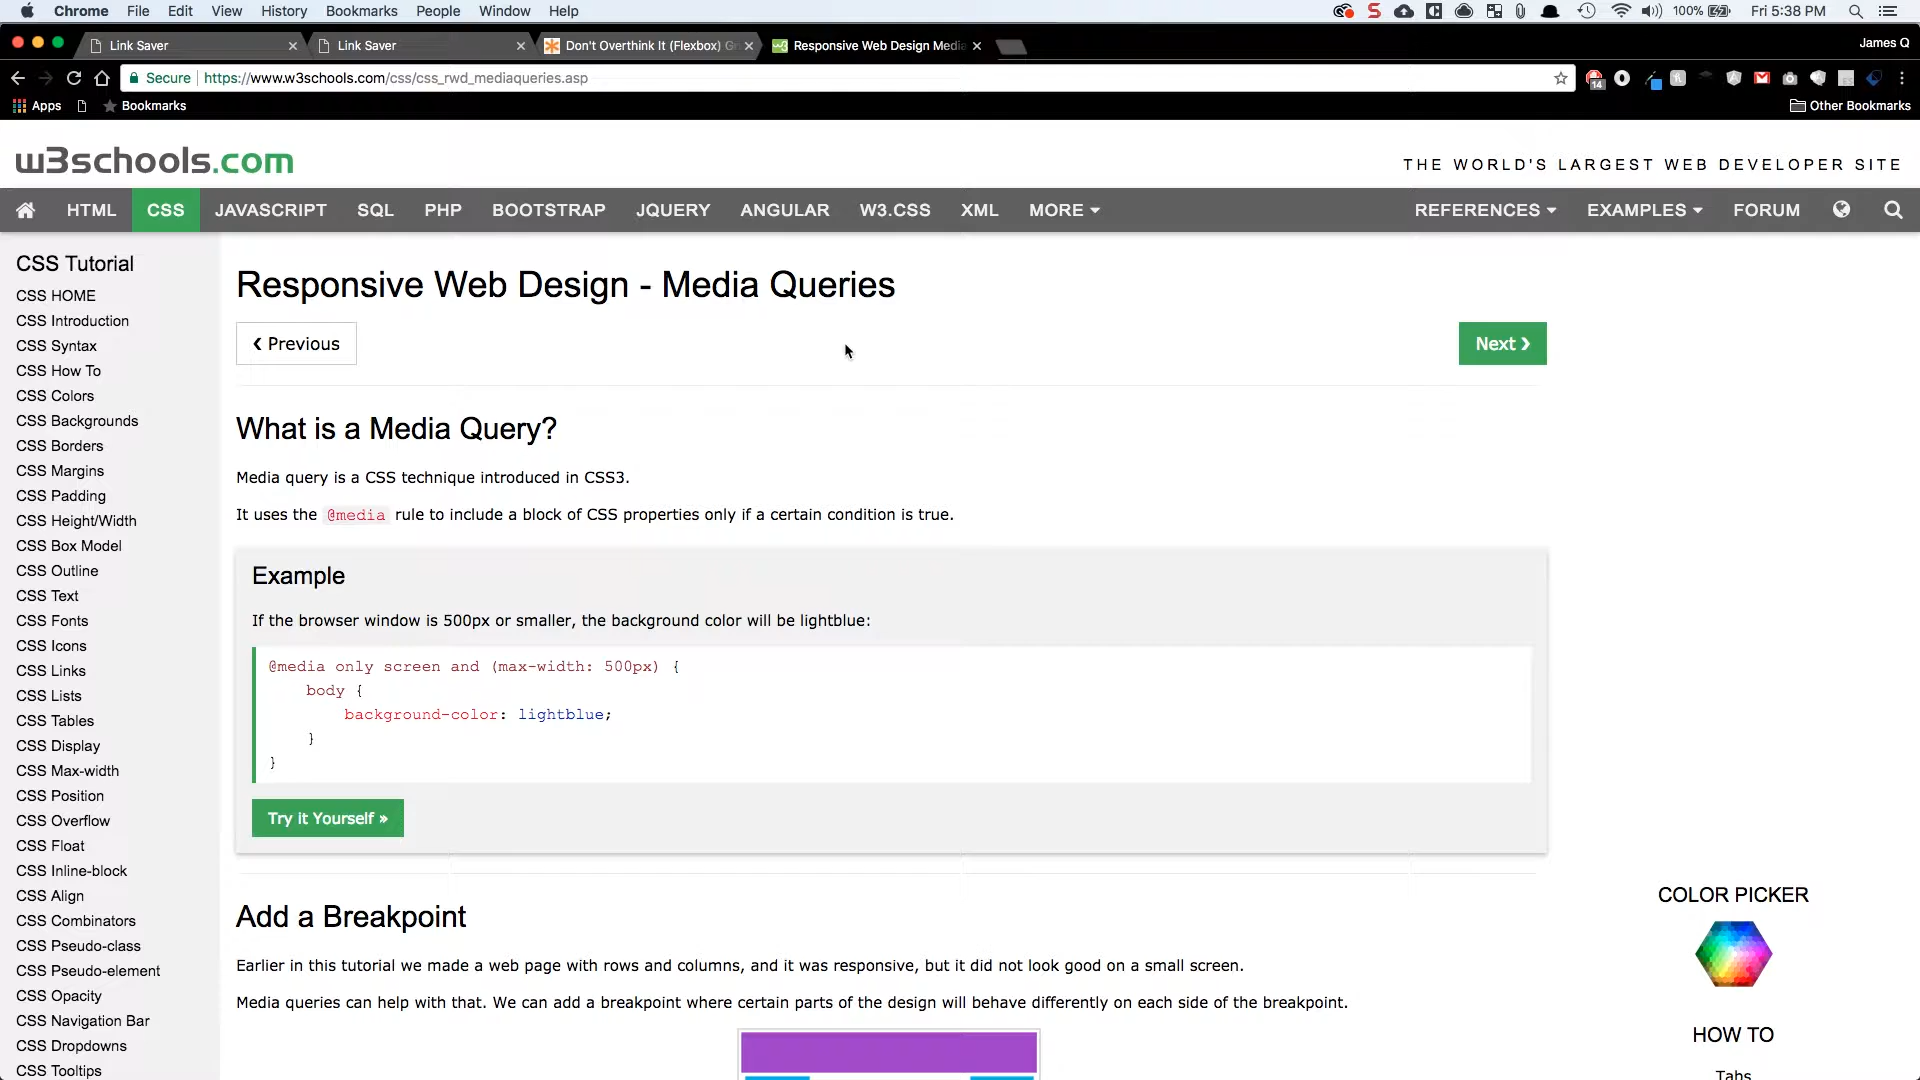 Chrome File Edit View History Bookmarks People Window Help
100% Fri 5:38 PM
Link Saver
Link Saver
Don't Overthink It (Flexbox) G
Responsive Web Design Media
James Q
Secure https://www.w3schools.com/css/css_rwd_mediaqueries.asp
14
Apps Bookmarks Other Bookmarks
w3schools.com
THE WORLD'S LARGEST WEB DEVELOPER SITE
HTML CSS JAVASCRIPT SQL PHP BOOTSTRAP JQUERY ANGULAR W3.CSS XML MORE REFERENCES EXAMPLES FORUM
CSS Tutorial
CSS HOME
CSS Introduction
CSS Syntax
CSS How To
CSS Colors
CSS Backgrounds
CSS Borders
CSS Margins
CSS Padding
CSS Height/Width
CSS Box Model
CSS Outline
CSS Text
CSS Fonts
CSS Icons
CSS Links
CSS Lists
CSS Tables
CSS Display
CSS Max-width
CSS Position
CSS Overflow
CSS Float
CSS Inline-block
CSS Align
CSS Combinators
CSS Pseudo-class
CSS Pseudo-element
CSS Opacity
CSS Navigation Bar
CSS Dropdowns
CSS Tooltips
Responsive Web Design - Media Queries
❮ Previous
Next ❯
What is a Media Query?
Media query is a CSS technique introduced in CSS3.
It uses the @media rule to include a block of CSS properties only if a certain condition is true.
Example
If the browser window is 500px or smaller, the background color will be lightblue:
@media only screen and (max-width: 500px) {
body {
background-color: lightblue;
}
}
Try it Yourself »
Add a Breakpoint
Earlier in this tutorial we made a web page with rows and columns, and it was responsive, but it did not look good on a small screen.
Media queries can help with that. We can add a breakpoint where certain parts of the design will behave differently on each side of the breakpoint.
COLOR PICKER
HOW TO
Tabs